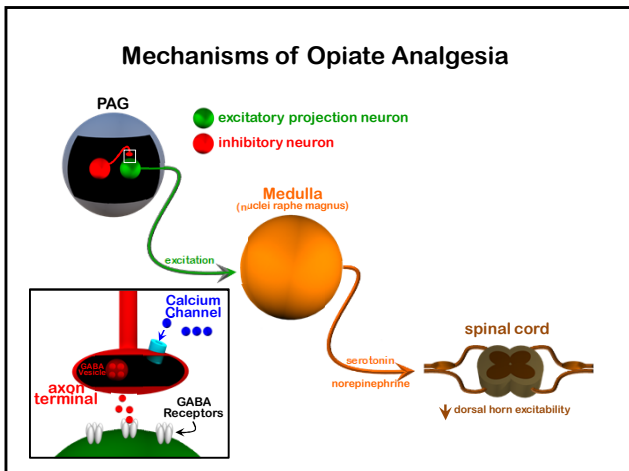 Mechanisms of Opiate Analgesia
PAG
excitatory projection neuron
inhibitory neuron
Medulla
(nuclei raphe magnus)
excitation
Calcium
Channel
GABA
Vesicle
axon
terminal
GABA
Receptors
spinal cord
serotonin
norepinephrine
dorsal horn excitability